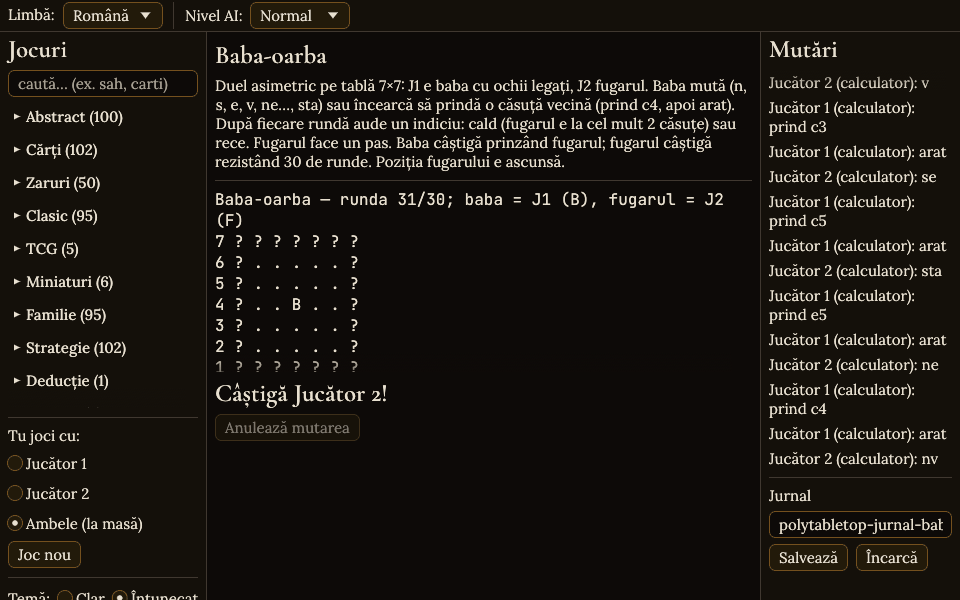 Limbă: Română ▼ Nivel AI: Normal ▼
Jocuri
caută... (ex. sah, carti)
▸ Abstract (100)
▸ Cărți (102)
▸ Zaruri (50)
▸ Clasic (95)
▸ TCG (5)
▸ Miniaturi (6)
▸ Familie (95)
▸ Strategie (102)
▸ Deducție (1)
Tu joci cu:
Jucător 1
Jucător 2
Ambele (la masă)
Joc nou
Temă: Clar Întunecat
Baba-oarba
Duel asimetric pe tablă 7×7: J1 e baba cu ochii legați, J2 fugarul. Baba mută (n,
s, e, v, ne..., sta) sau încearcă să prindă o căsuță vecină (prind c4, apoi arat).
După fiecare rundă aude un indiciu: cald (fugarul e la cel mult 2 căsuțe) sau
rece. Fugarul face un pas. Baba câștigă prinzând fugarul; fugarul câștigă
rezistând 30 de runde. Poziția fugarului e ascunsă.
Baba-oarba — runda 31/30; baba = J1 (B), fugarul = J2
(F)
7 ? ? ? ? ? ? ?
6 ? . . . . . ?
5 ? . . . . . ?
4 ? . . B . . ?
3 ? . . . . . ?
2 ? . . . . . ?
1 ? ? ? ? ? ? ?
Câștigă Jucător 2!
Anulează mutarea
Mutări
Jucător 2 (calculator): v
Jucător 1 (calculator):
prind c3
Jucător 1 (calculator): arat
Jucător 2 (calculator): se
Jucător 1 (calculator):
prind c5
Jucător 1 (calculator): arat
Jucător 2 (calculator): sta
Jucător 1 (calculator):
prind e5
Jucător 1 (calculator): arat
Jucător 2 (calculator): ne
Jucător 1 (calculator):
prind c4
Jucător 1 (calculator): arat
Jucător 2 (calculator): nv
Jurnal
polytabletop-jurnal-bab
Salvează Încarcă